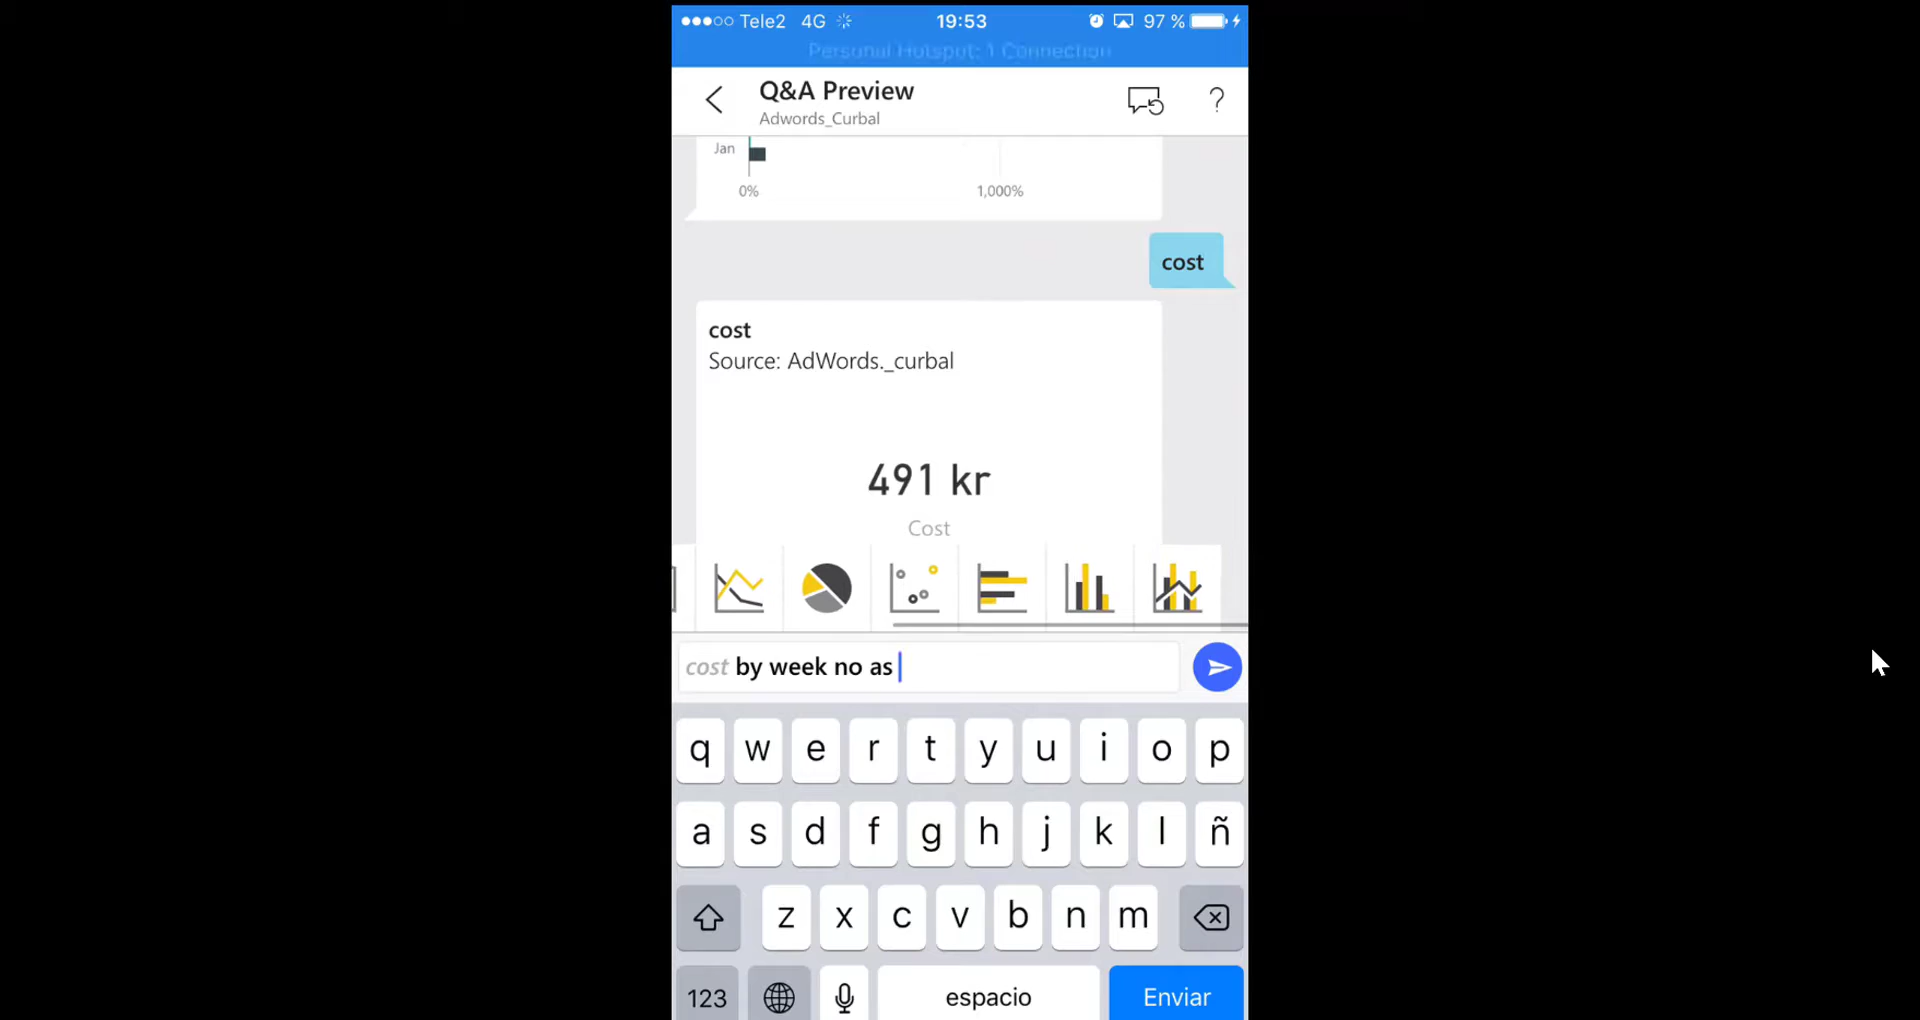 Tele2 4G 19:53 97 %
Personal Hotspot: 1 Connection
Q&A Preview
Adwords_Curbal
?
Jan
0% 1,000%
cost
cost
Source: AdWords._curbal
491 kr
Cost
cost by week no as
q w e r t y u i o p
a s d f g h j k l ñ
z x c v b n m
123 espacio Enviar